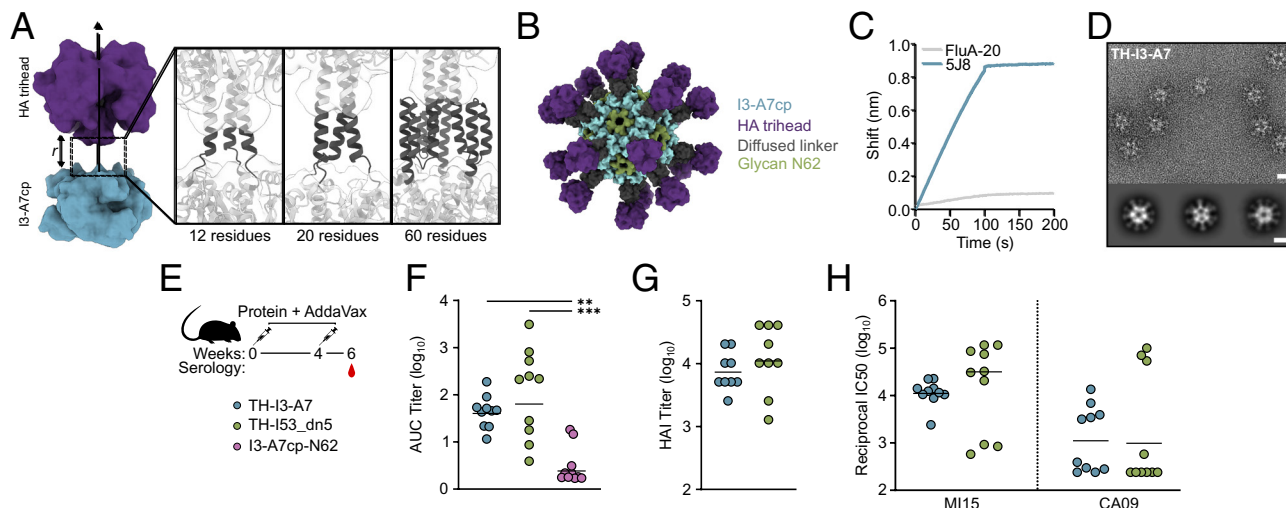 A
HA trihead
r
I3-A7cp
12 residues
20 residues
60 residues
B
I3-A7cp
HA trihead
Diffused linker
Glycan N62
C
Shift (nm)
1.0
0.8
0.6
0.4
0.2
0.0
FluA-20
5J8
0 50 100 150 200
Time (s)
D
TH-I3-A7
E
Protein + AddaVax
Weeks: 0 4 6
Serology:
TH-I3-A7
TH-I53_dn5
I3-A7cp-N62
F
AUC Titer (log10)
4
3
2
1
0
**
***
G
HAI Titer (log10)
5
4
3
2
H
Reciprocal IC50 (log10)
6
5
4
3
2
MI15
CA09